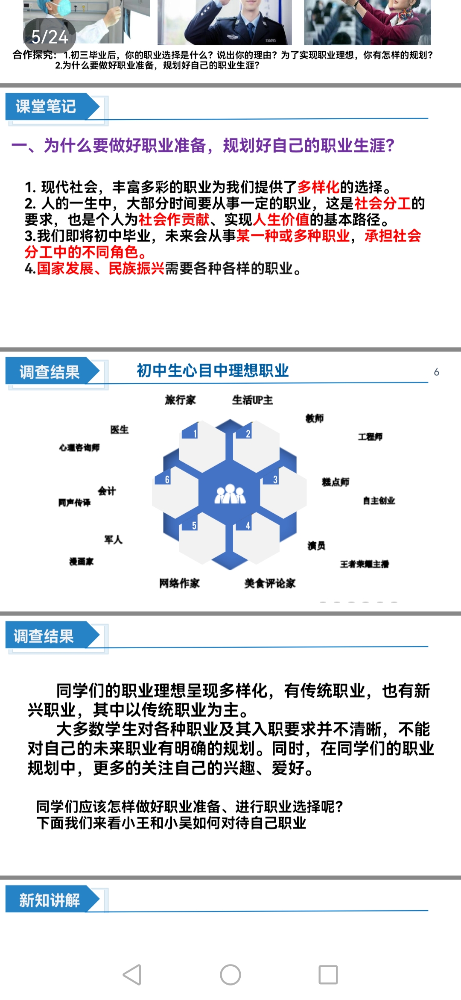 5/24
330083
合作探究：1.初三毕业后，你的职业选择是什么？说出你的理由？为了实现职业理想，你有怎样的规划？
2.为什么要做好职业准备，规划好自己的职业生涯？
课堂笔记
一、为什么要做好职业准备，规划好自己的职业生涯？
1. 现代社会，丰富多彩的职业为我们提供了多样化的选择。
2. 人的一生中，大部分时间要从事一定的职业，这是社会分工的
要求，也是个人为社会作贡献、实现人生价值的基本路径。
3.我们即将初中毕业，未来会从事某一种或多种职业，承担社会
分工中的不同角色。
4.国家发展、民族振兴需要各种各样的职业。
调查结果
初中生心目中理想职业
6
旅行家
生活UP主
教师
医生
工程师
心理咨询师
1
2
6
3
糕点师
会计
同声传译
自主创业
5
4
军人
演员
漫画家
王者荣耀主播
网络作家
美食评论家
调查结果
同学们的职业理想呈现多样化，有传统职业，也有新
兴职业，其中以传统职业为主。
大多数学生对各种职业及其入职要求并不清晰，不能
对自己的未来职业有明确的规划。同时，在同学们的职业
规划中，更多的关注自己的兴趣、爱好。
同学们应该怎样做好职业准备、进行职业选择呢？
下面我们来看小王和小吴如何对待自己职业
新知讲解